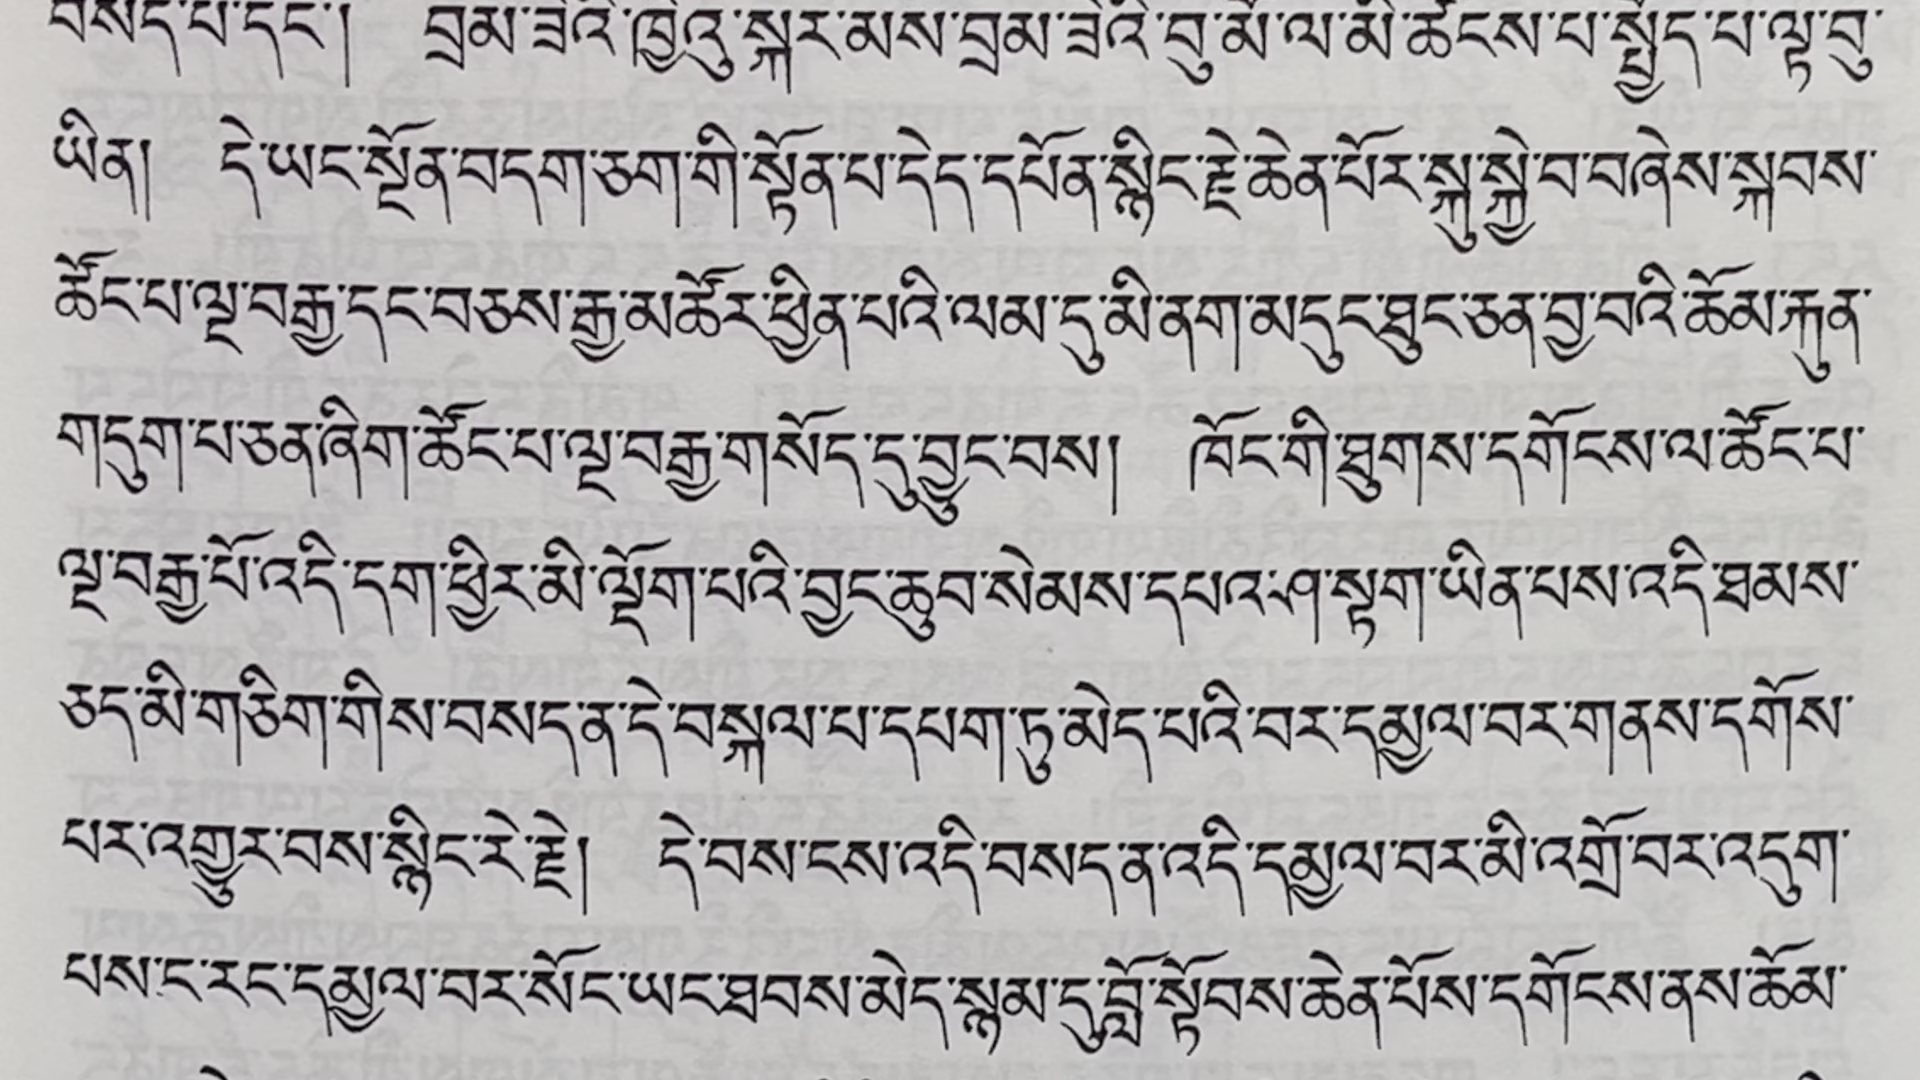 བསད་པ་དང་།  བྲམ་ཟེའི་ཁྱེའུ་སྐར་མས་བྲམ་ཟེའི་བུ་མོ་ལ་མི་ཚངས་པ་སྤྱོད་པ་ལྟ་བུ་
ཡིན།  དེ་ཡང་སྔོན་བདག་ཅག་གི་སྟོན་པ་དེད་དཔོན་སྙིང་རྗེ་ཆེན་པོར་སྐུ་སྐྱེ་བ་བཞེས་སྐབས་
ཚོང་པ་ལྔ་བརྒྱ་དང་བཅས་རྒྱ་མཚོར་ཕྱིན་པའི་ལམ་དུ་མི་ནག་མདུང་ཐུང་ཅན་བྱ་བའི་ཆོམ་རྐུན་
གདུག་པ་ཅན་ཞིག་ཚོང་པ་ལྔ་བརྒྱ་གསོད་དུ་བྱུང་བས།  ཁོང་གི་ཐུགས་དགོངས་ལ་ཚོང་པ་
ལྔ་བརྒྱ་པོ་འདི་དག་ཕྱིར་མི་ལྡོག་པའི་བྱང་ཆུབ་སེམས་དཔའ་ཤ་སྟག་ཡིན་པས་འདི་ཐམས་
ཅད་མི་གཅིག་གིས་བསད་ན་དེ་བསྐལ་པ་དཔག་ཏུ་མེད་པའི་བར་དམྱལ་བར་གནས་དགོས་
པར་འགྱུར་བས་སྙིང་རེ་རྗེ།  དེ་བས་ངས་འདི་བསད་ན་འདི་དམྱལ་བར་མི་འགྲོ་བར་འདུག་
པས་ང་རང་དམྱལ་བར་སོང་ཡང་ཐབས་མེད་སྙམ་དུ་བློ་སྟོབས་ཆེན་པོས་དགོངས་ནས་ཆོམ་